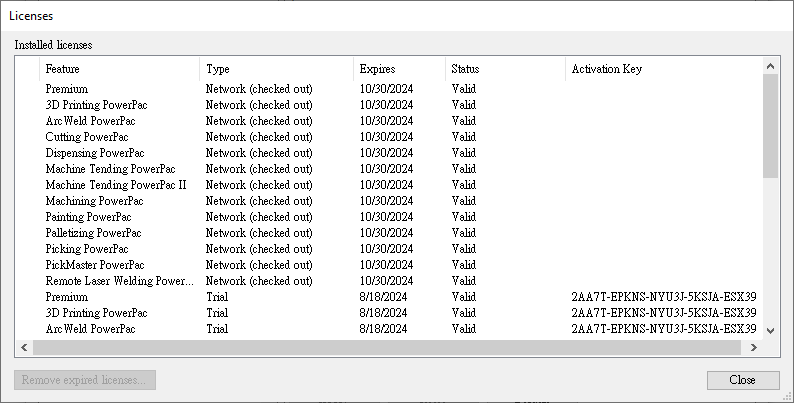 Licenses
Installed licenses
Feature Type Expires Status Activation Key
Premium Network (checked out) 10/30/2024 Valid
3D Printing PowerPac Network (checked out) 10/30/2024 Valid
ArcWeld PowerPac Network (checked out) 10/30/2024 Valid
Cutting PowerPac Network (checked out) 10/30/2024 Valid
Dispensing PowerPac Network (checked out) 10/30/2024 Valid
Machine Tending PowerPac Network (checked out) 10/30/2024 Valid
Machine Tending PowerPac II Network (checked out) 10/30/2024 Valid
Machining PowerPac Network (checked out) 10/30/2024 Valid
Painting PowerPac Network (checked out) 10/30/2024 Valid
Palletizing PowerPac Network (checked out) 10/30/2024 Valid
Picking PowerPac Network (checked out) 10/30/2024 Valid
PickMaster PowerPac Network (checked out) 10/30/2024 Valid
Remote Laser Welding Power... Network (checked out) 10/30/2024 Valid
Premium Trial 8/18/2024 Valid 2AA7T-EPKNS-NYU3J-5KSJA-ESX39
3D Printing PowerPac Trial 8/18/2024 Valid 2AA7T-EPKNS-NYU3J-5KSJA-ESX39
ArcWeld PowerPac Trial 8/18/2024 Valid 2AA7T-EPKNS-NYU3J-5KSJA-ESX39
Remove expired licenses... Close